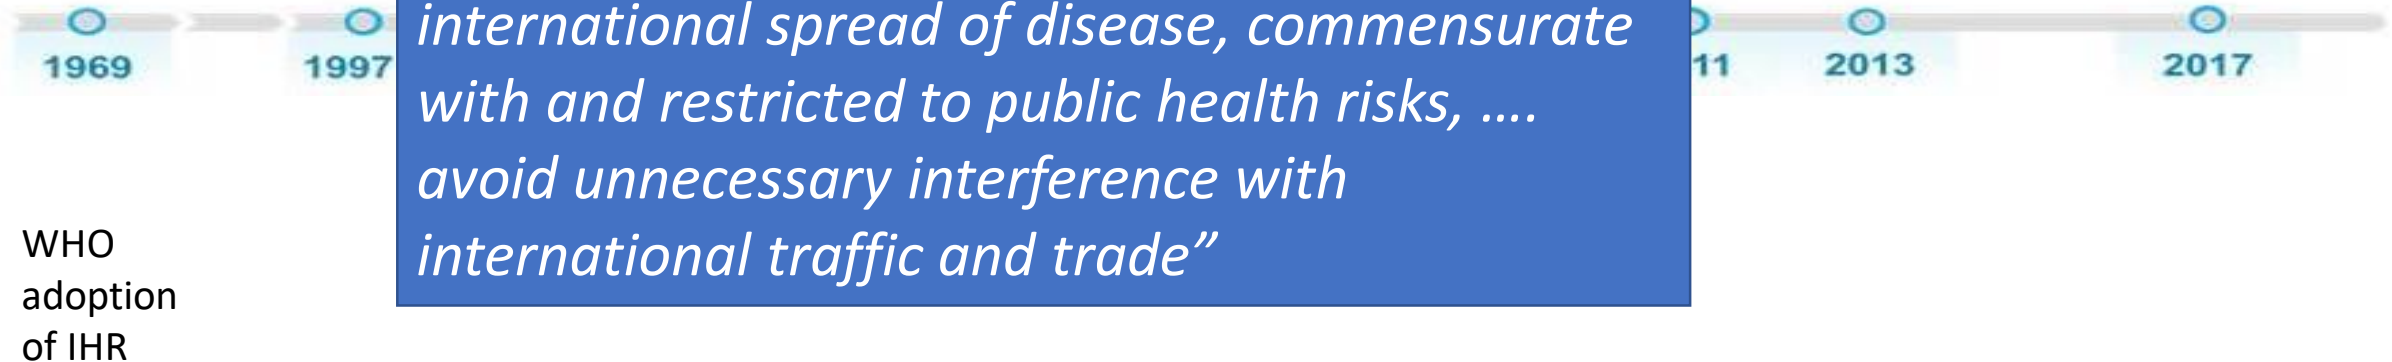 1969
1997
international spread of disease, commensurate
with and restricted to public health risks, ….
avoid unnecessary interference with
international traffic and trade”
11
2013
2017
WHO
adoption
of IHR